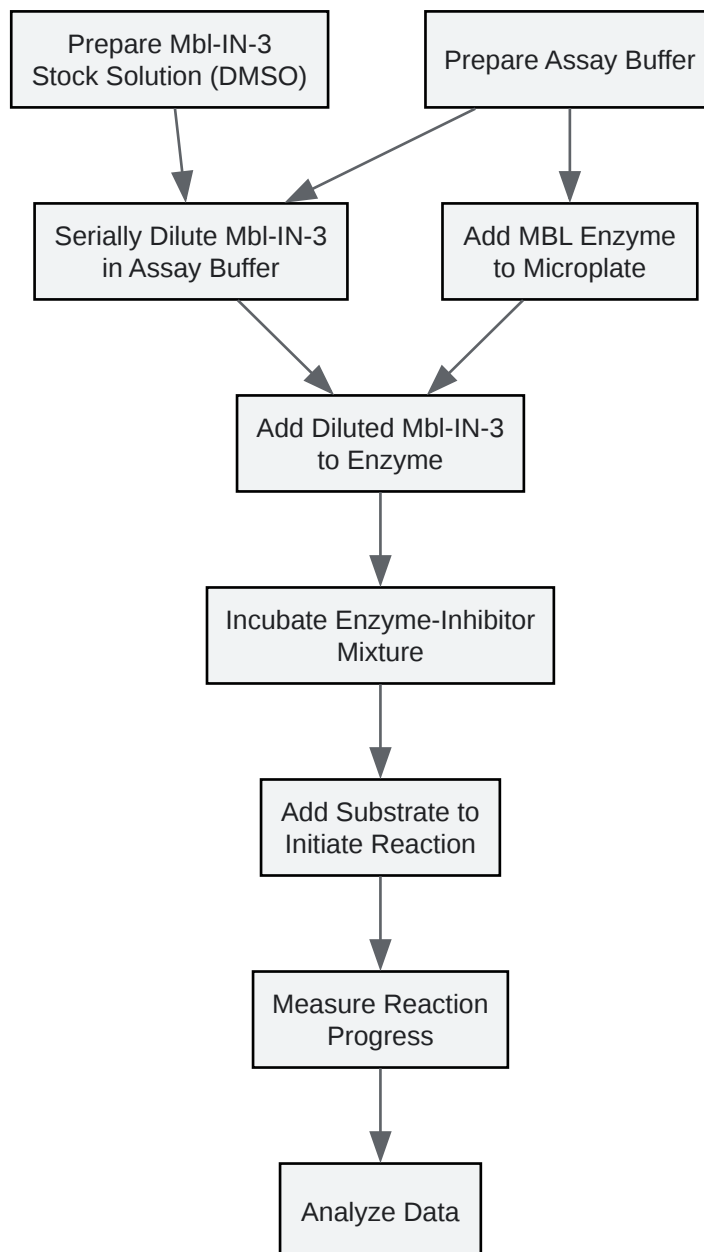 Prepare Mbl-IN-3
Stock Solution (DMSO)
Prepare Assay Buffer
Serially Dilute Mbl-IN-3
in Assay Buffer
Add MBL Enzyme
to Microplate
Add Diluted Mbl-IN-3
to Enzyme
Incubate Enzyme-Inhibitor
Mixture
Add Substrate to
Initiate Reaction
Measure Reaction
Progress
Analyze Data